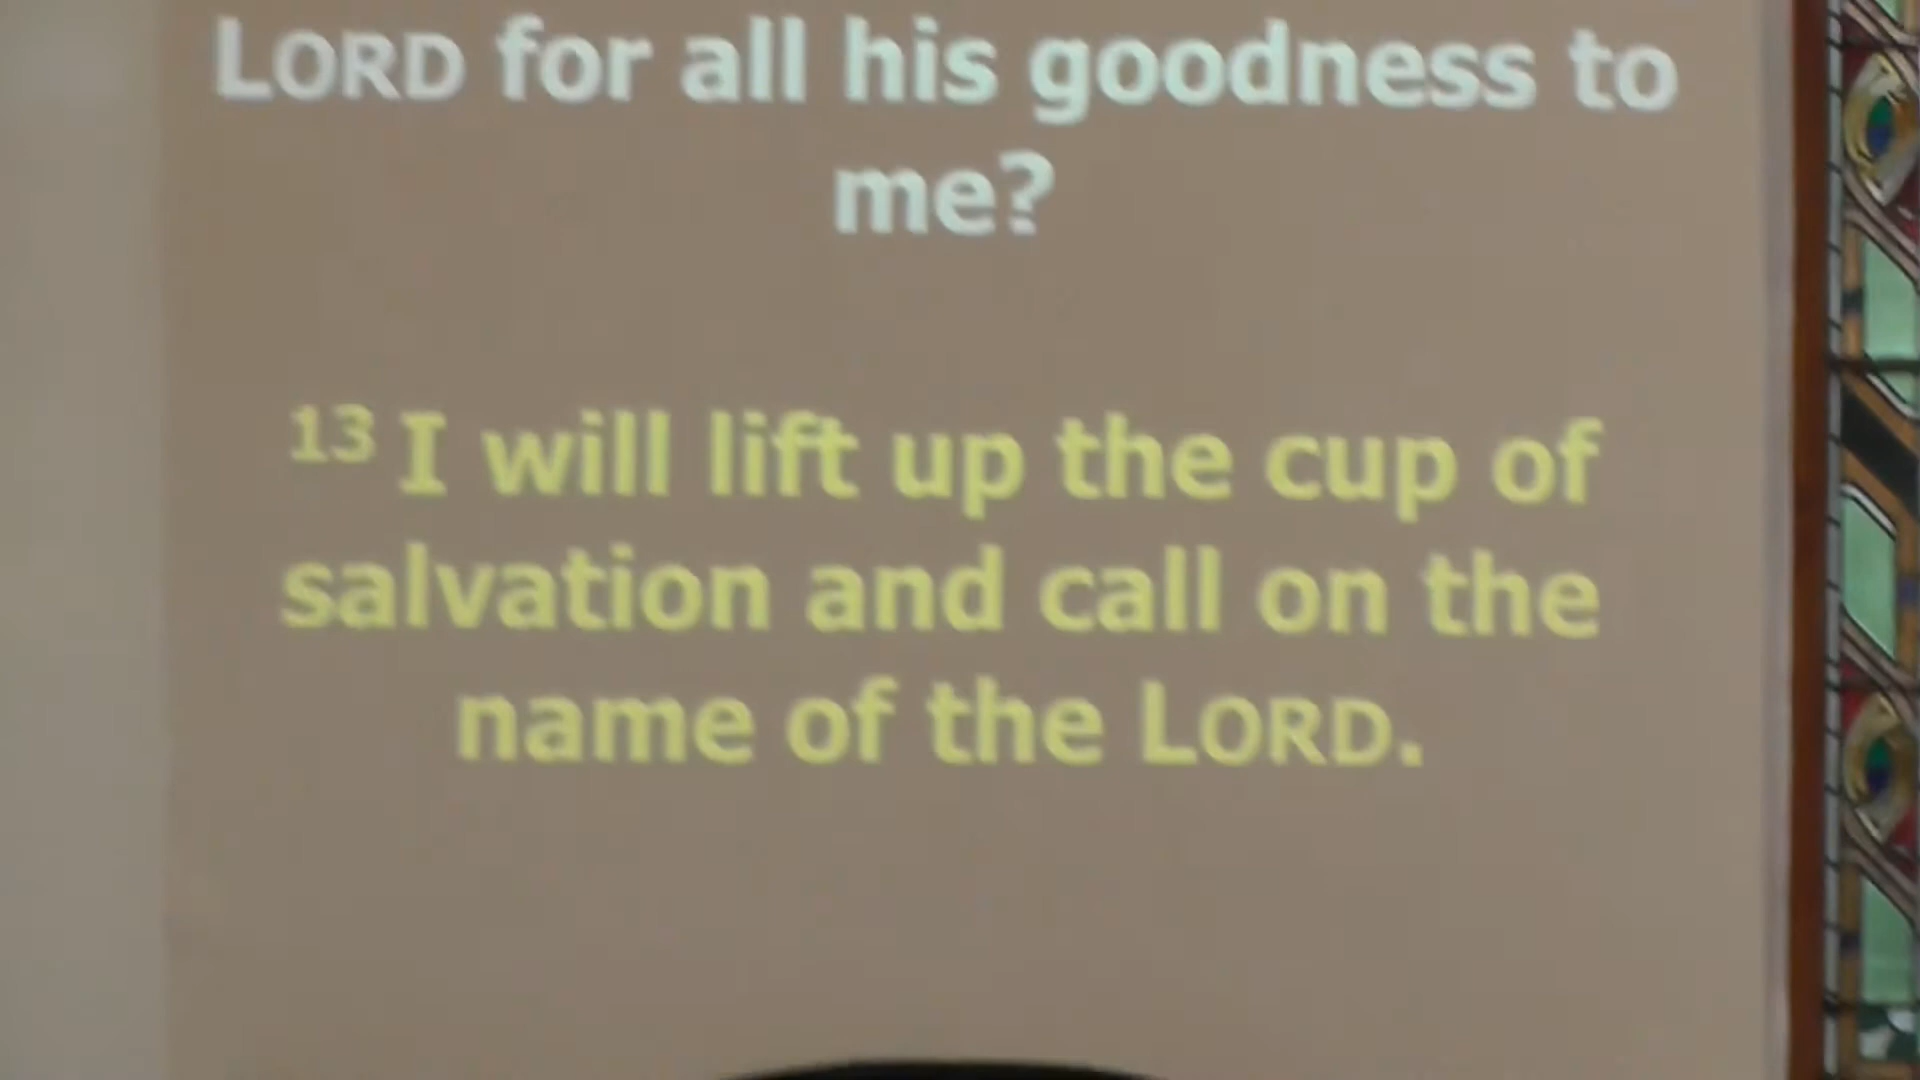 LORD for all his goodness to
me?
13 I will lift up the cup of
salvation and call on the
name of the LORD.